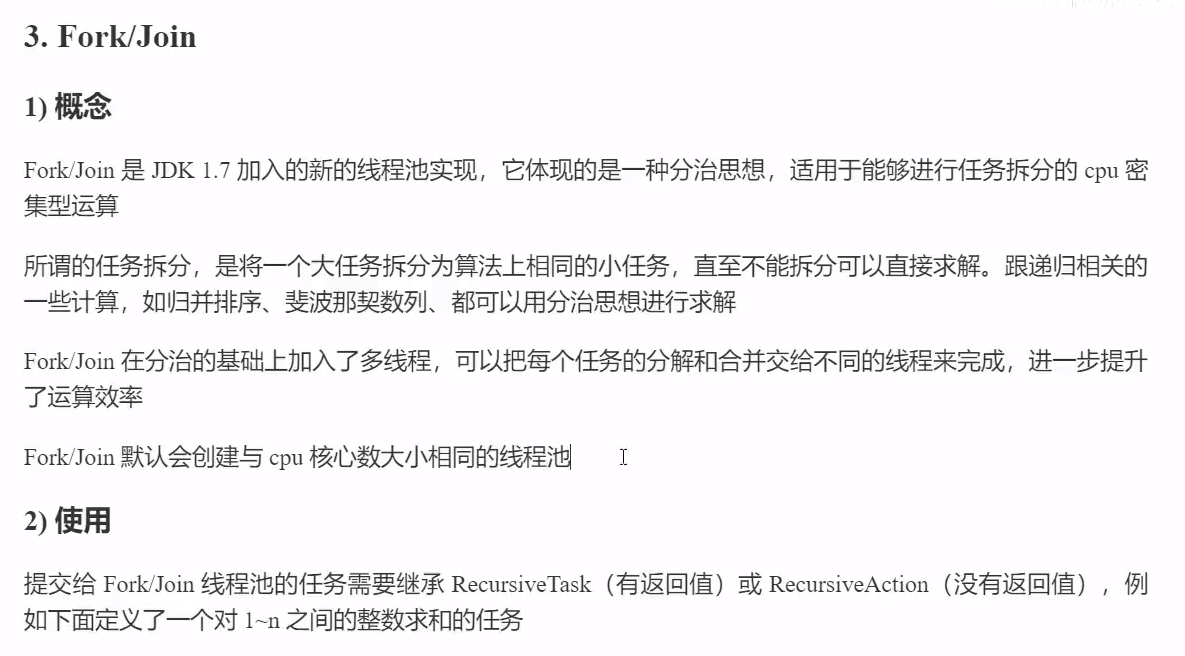 3. Fork/Join
1) 概念
Fork/Join 是 JDK 1.7 加入的新的线程池实现，它体现的是一种分治思想，适用于能够进行任务拆分的 cpu 密
集型运算
所谓的任务拆分，是将一个大任务拆分为算法上相同的小任务，直至不能拆分可以直接求解。跟递归相关的
一些计算，如归并排序、斐波那契数列、都可以用分治思想进行求解
Fork/Join 在分治的基础上加入了多线程，可以把每个任务的分解和合并交给不同的线程来完成，进一步提升
了运算效率
Fork/Join 默认会创建与 cpu 核心数大小相同的线程池
2) 使用
提交给 Fork/Join 线程池的任务需要继承 RecursiveTask（有返回值）或 RecursiveAction（没有返回值），例
如下面定义了一个对 1~n 之间的整数求和的任务